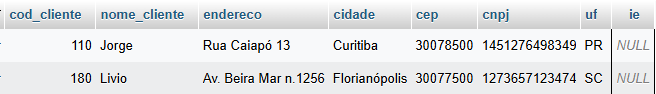 cod_cliente nome_cliente endereco cidade cep cnpj uf ie
110 Jorge Rua Caiapó 13 Curitiba 30078500 1451276498349 PR NULL
180 Livio Av. Beira Mar n.1256 Florianópolis 30077500 1273657123474 SC NULL